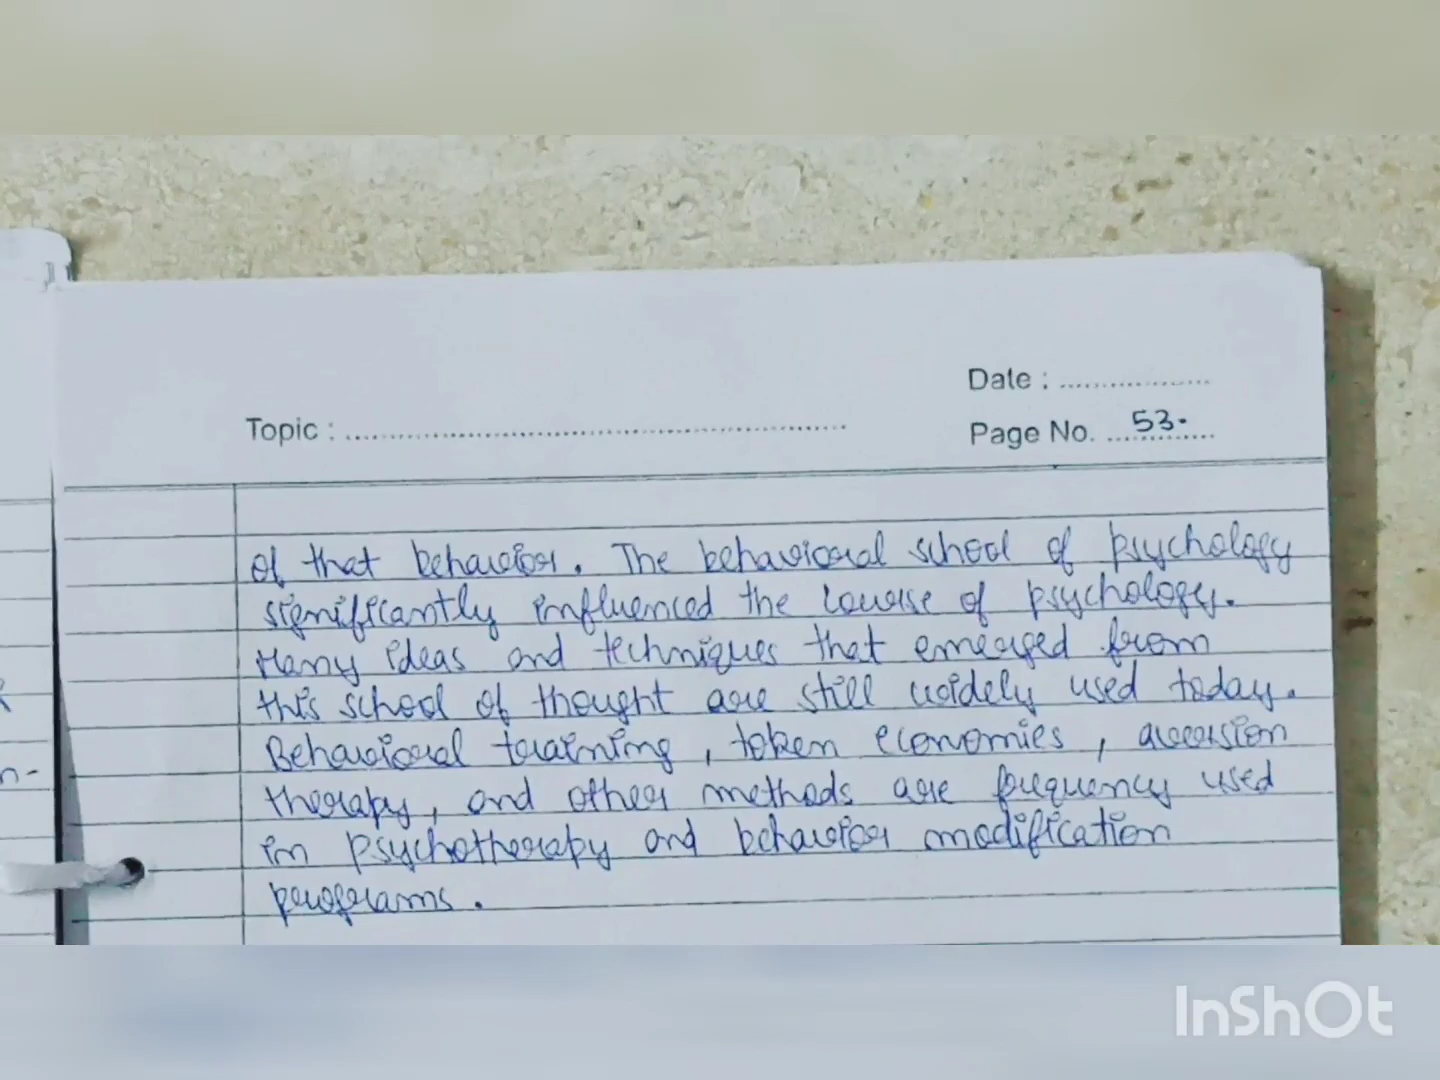 Date : ....................
Topic : ................................................................
Page No. 53.
of that behavior. The behavioral school of psychology
significantly influenced the course of psychology.
Many ideas and techniques that emerged from
this school of thought are still widely used today.
Behavioral training, token economies, aversion
therapy, and other methods are frequency used
in psychotherapy and behavior modification
programs.
n-
InShOt